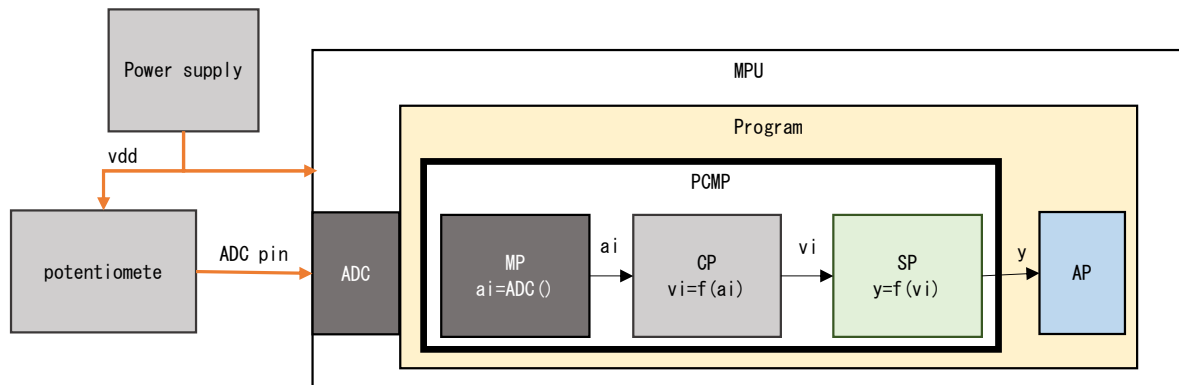 Power supply
MPU
Program
vdd
PCMP
potentiomete
ADC pin
ADC
MP
ai=ADC()
ai
CP
vi=f(ai)
vi
SP
y=f(vi)
y
AP